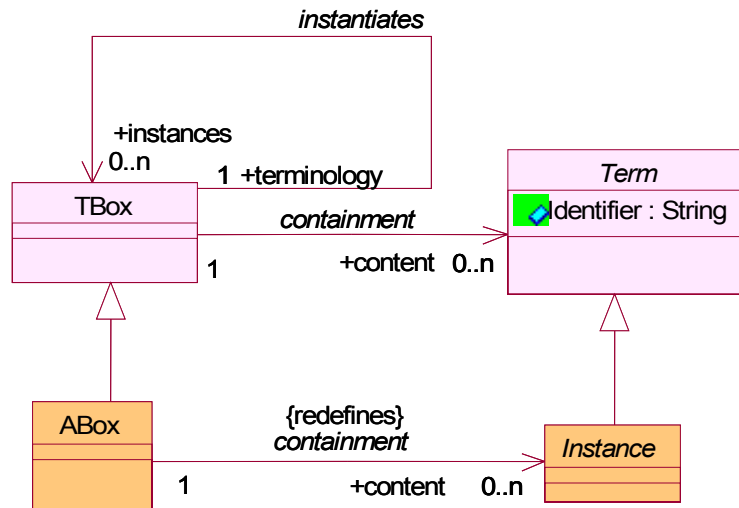 instantiates
+instances
0..n
1 +terminology
TBox
Term
Identifier : String
containment
1
+content 0..n
ABox
{redefines}
containment
Instance
1
+content 0..n